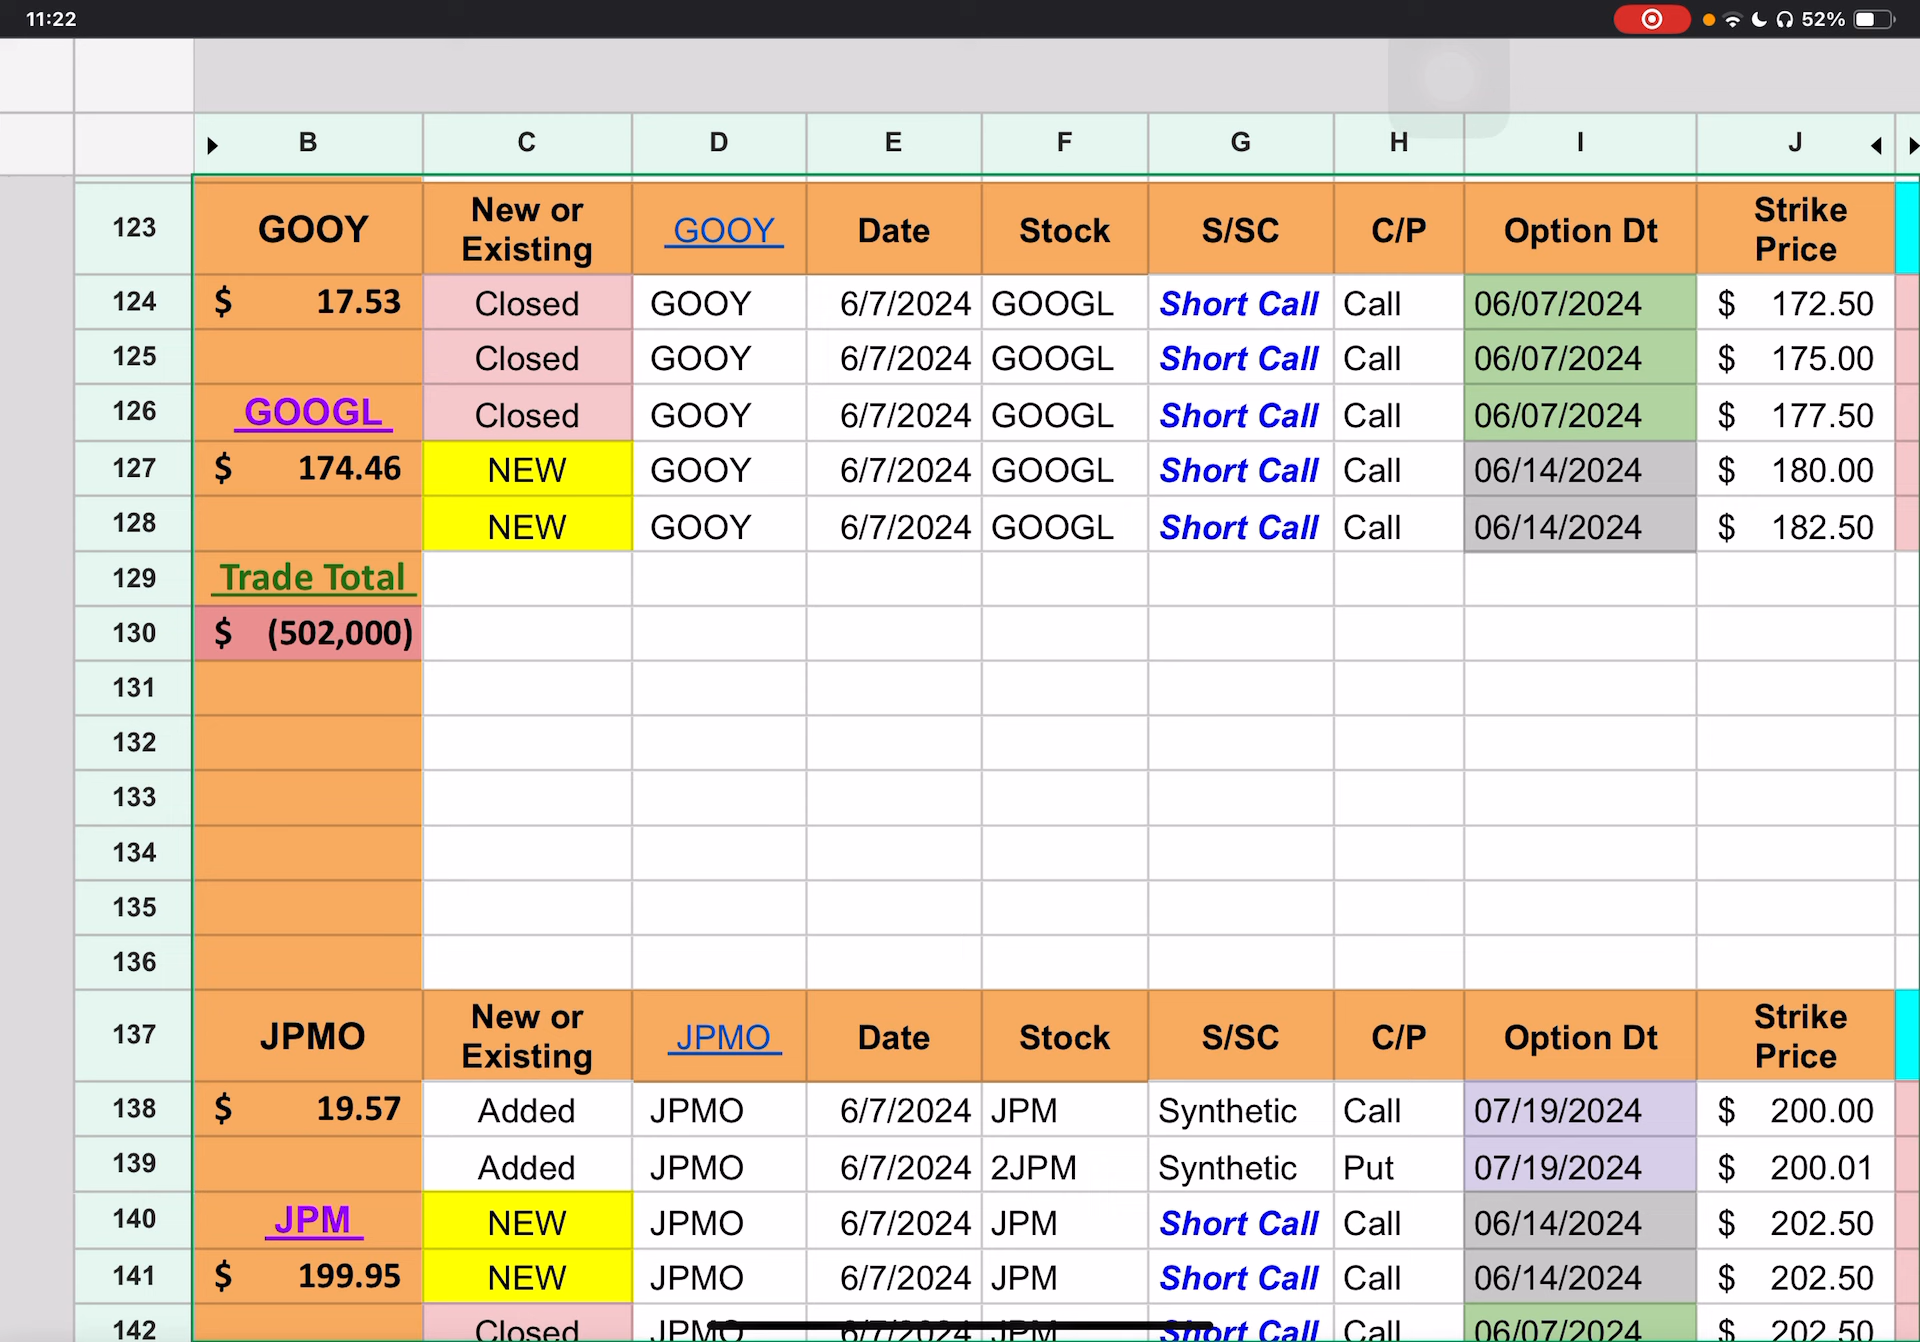 11:22
52%
B C D E F G H I J
123 GOOY New or Existing GOOY Date Stock S/SC C/P Option Dt Strike Price
124 $ 17.53 Closed GOOY 6/7/2024 GOOGL Short Call Call 06/07/2024 $ 172.50
125 Closed GOOY 6/7/2024 GOOGL Short Call Call 06/07/2024 $ 175.00
126 GOOGL Closed GOOY 6/7/2024 GOOGL Short Call Call 06/07/2024 $ 177.50
127 $ 174.46 NEW GOOY 6/7/2024 GOOGL Short Call Call 06/14/2024 $ 180.00
128 NEW GOOY 6/7/2024 GOOGL Short Call Call 06/14/2024 $ 182.50
129 Trade Total
130 $ (502,000)
131
132
133
134
135
136
137 JPMO New or Existing JPMO Date Stock S/SC C/P Option Dt Strike Price
138 $ 19.57 Added JPMO 6/7/2024 JPM Synthetic Call 07/19/2024 $ 200.00
139 Added JPMO 6/7/2024 2JPM Synthetic Put 07/19/2024 $ 200.01
140 JPM NEW JPMO 6/7/2024 JPM Short Call Call 06/14/2024 $ 202.50
141 $ 199.95 NEW JPMO 6/7/2024 JPM Short Call Call 06/14/2024 $ 202.50
142 Closed JPMO 6/7/2024 JPM Short Call Call 06/07/2024 $ 202.50